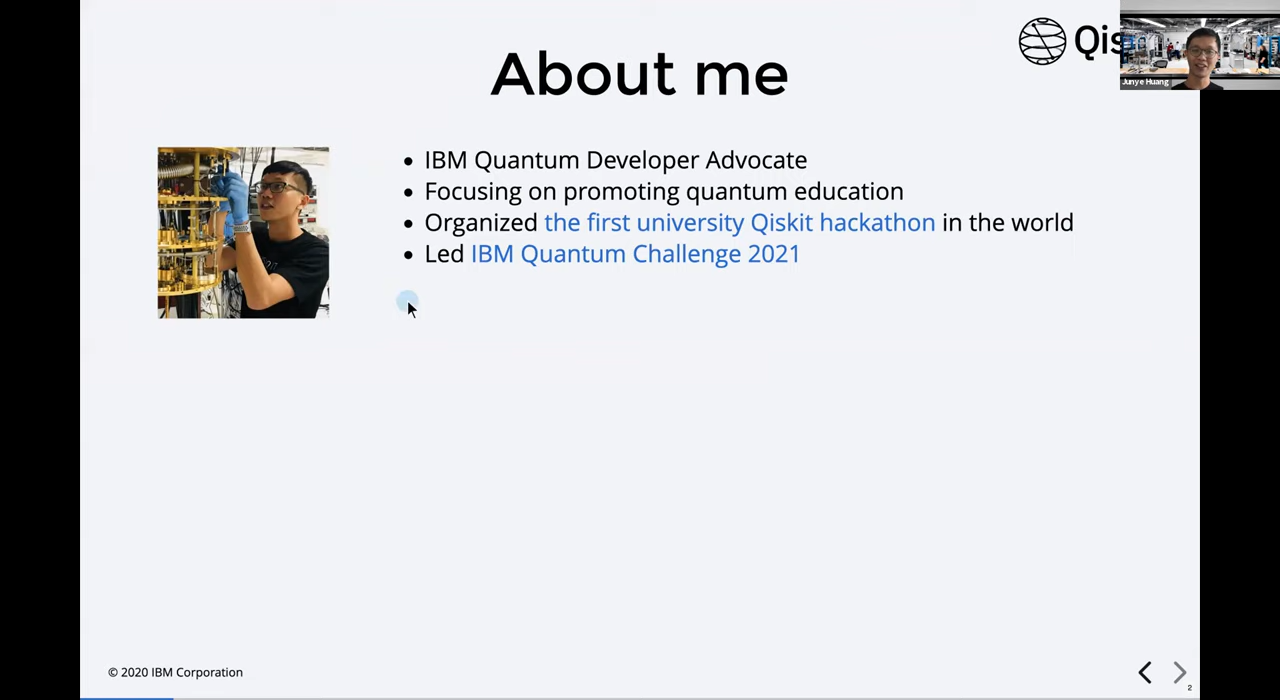 About me
Qis
Junye Huang
• IBM Quantum Developer Advocate
• Focusing on promoting quantum education
• Organized the first university Qiskit hackathon in the world
• Led IBM Quantum Challenge 2021
© 2020 IBM Corporation
2